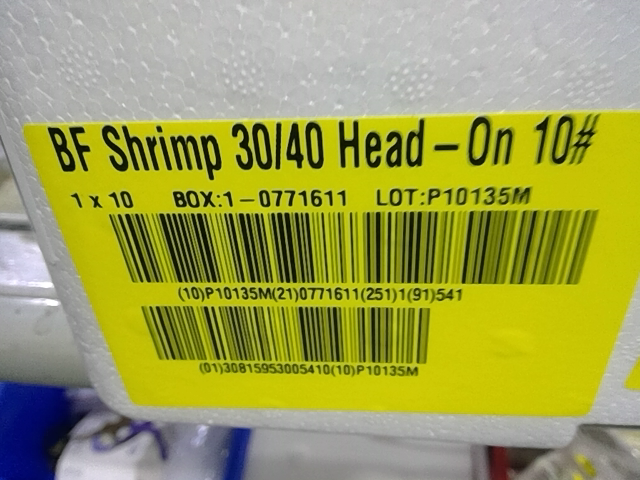 BF Shrimp 30/40 Head-On 10#
1 x 10 BOX:1-0771611 LOT:P10135M
(10)P10135M(21)0771611(251)1(91)541
(01)30815953005410(10)P10135M